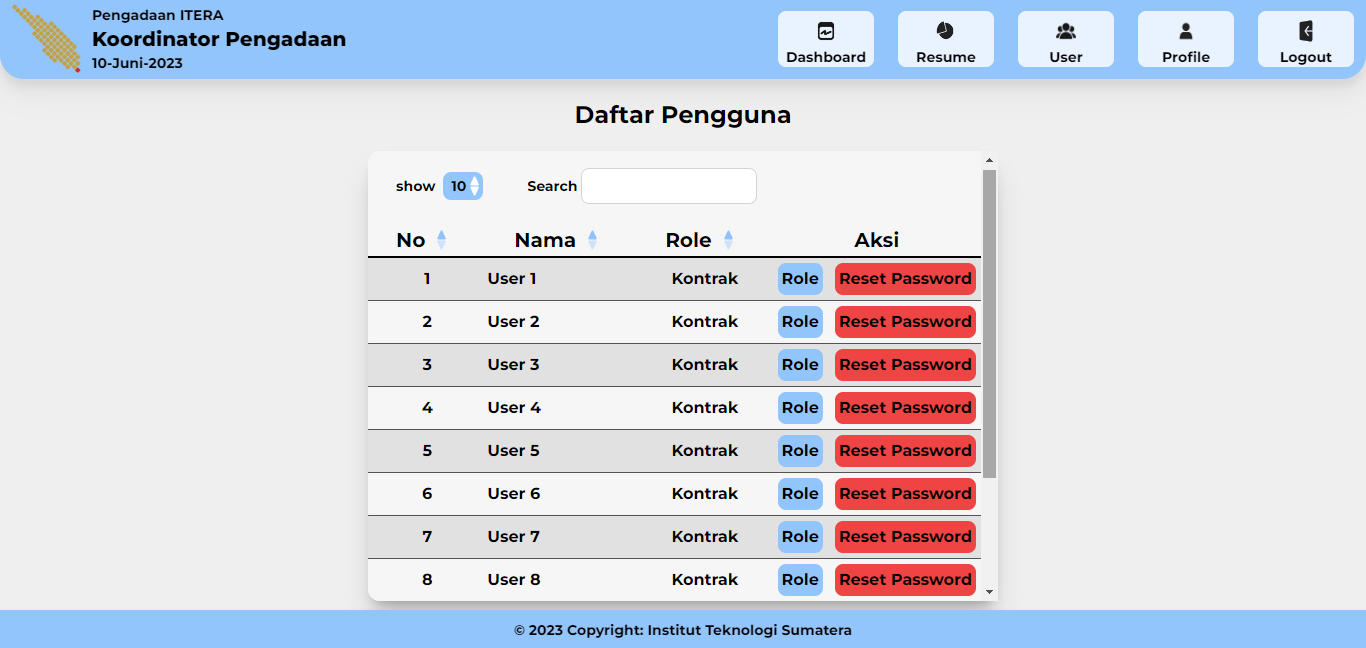 Pengadaan ITERA
Koordinator Pengadaan
10-Juni-2023
Dashboard Resume User Profile Logout
Daftar Pengguna
show 10 Search
No Nama Role Aksi
1 User 1 Kontrak Role Reset Password
2 User 2 Kontrak Role Reset Password
3 User 3 Kontrak Role Reset Password
4 User 4 Kontrak Role Reset Password
5 User 5 Kontrak Role Reset Password
6 User 6 Kontrak Role Reset Password
7 User 7 Kontrak Role Reset Password
8 User 8 Kontrak Role Reset Password
© 2023 Copyright: Institut Teknologi Sumatera